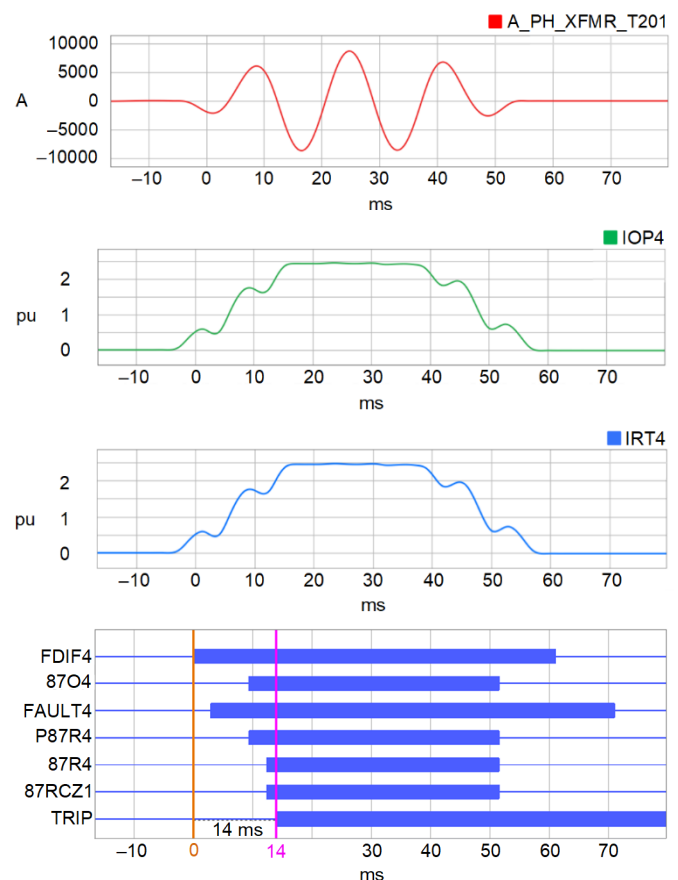 A_PH_XFMR_T201
10000
5000
A 0
−5000
−10000
−10 0 10 20 30 40 50 60 70
ms
IOP4
2
pu 1
0
−10 0 10 20 30 40 50 60 70
ms
IRT4
2
pu 1
0
−10 0 10 20 30 40 50 60 70
ms
FDIF4
87O4
FAULT4
P87R4
87R4
87RCZ1
TRIP
14 ms
−10 0 14 30 40 50 60 70
ms